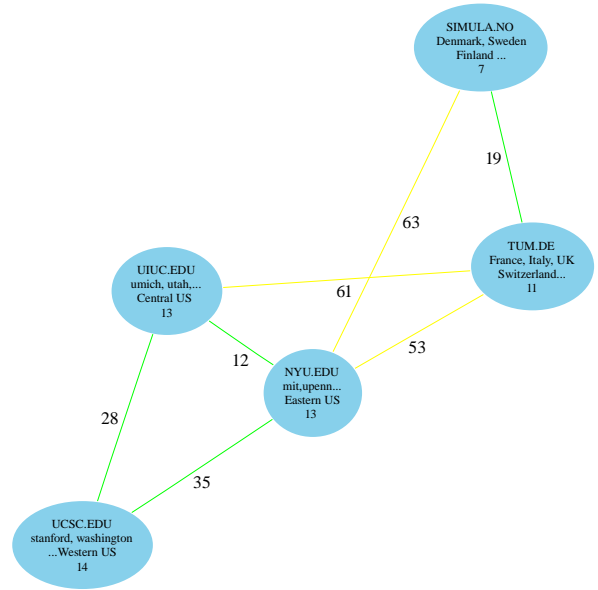 SIMULA.NO
Denmark, Sweden
Finland ...
7
19
63
TUM.DE
France, Italy, UK
Switzerland...
11
UIUC.EDU
umich, utah,...
Central US
13
61
53
12
NYU.EDU
mit,upenn...
Eastern US
13
28
35
UCSC.EDU
stanford, washington
...Western US
14